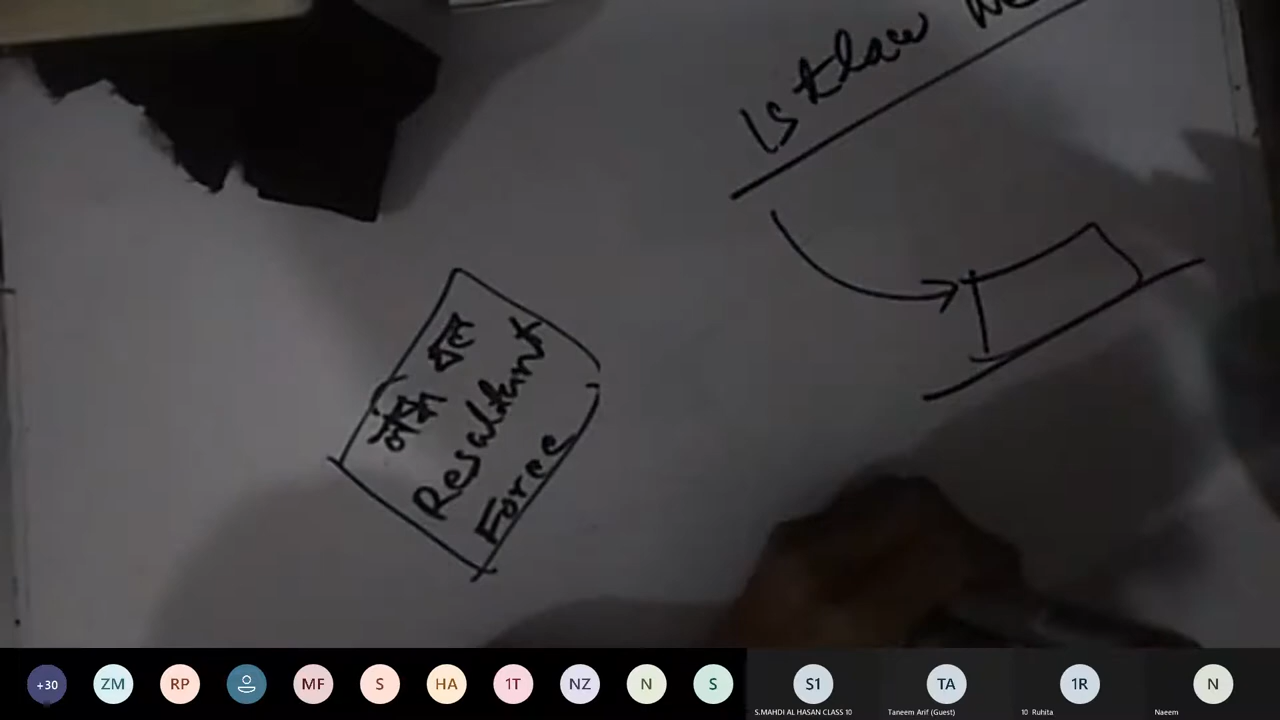 1st law
লব্ধি বল
Resultant
Force
+30
ZM
RP
MF
S
HA
1T
NZ
N
S
S1
TA
1R
N
S.MAHDI AL HASAN CLASS 10
Taneem Arif (Guest)
10 Ruhita
Naeem